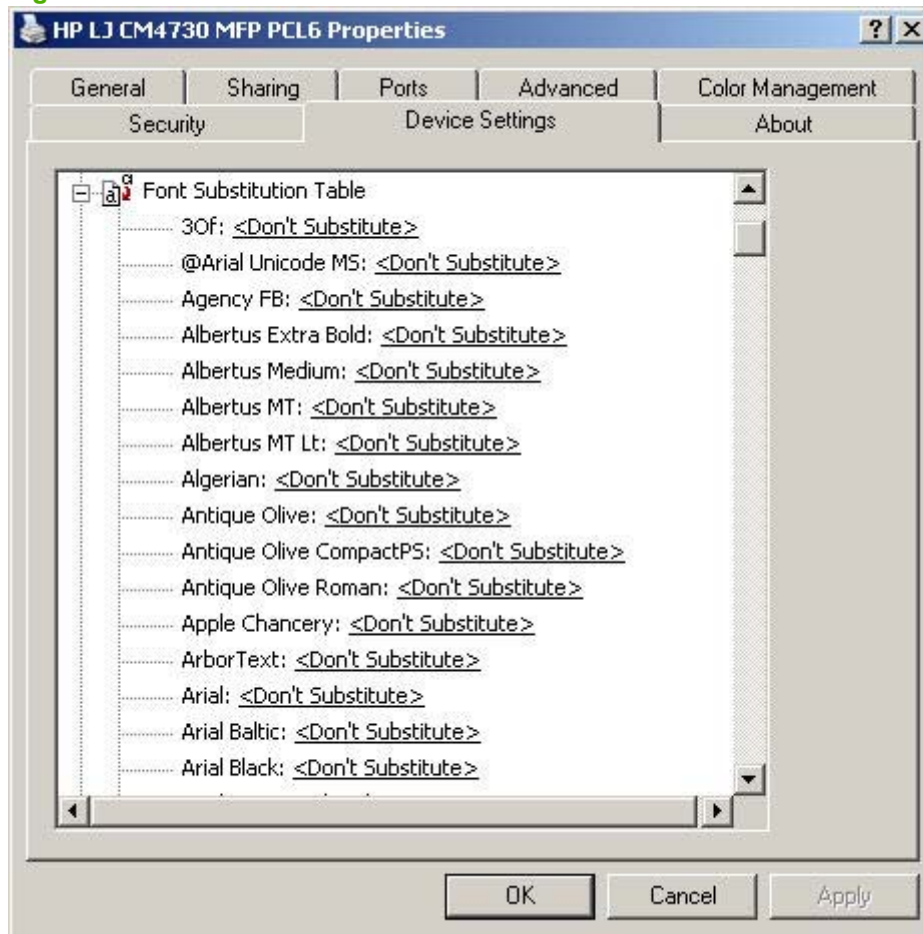 HP LJ CM4730 MFP PCL6 Properties
General Sharing Ports Advanced Color Management
Security Device Settings About
Font Substitution Table
3Of: <Don't Substitute>
@Arial Unicode MS: <Don't Substitute>
Agency FB: <Don't Substitute>
Albertus Extra Bold: <Don't Substitute>
Albertus Medium: <Don't Substitute>
Albertus MT: <Don't Substitute>
Albertus MT Lt: <Don't Substitute>
Algerian: <Don't Substitute>
Antique Olive: <Don't Substitute>
Antique Olive CompactPS: <Don't Substitute>
Antique Olive Roman: <Don't Substitute>
Apple Chancery: <Don't Substitute>
ArborText: <Don't Substitute>
Arial: <Don't Substitute>
Arial Baltic: <Don't Substitute>
Arial Black: <Don't Substitute>
OK Cancel Apply